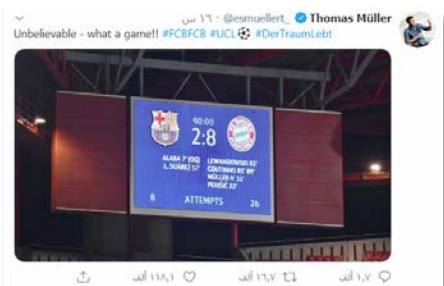 Thomas Müller @esmuellert_ · ١٦ س
Unbelievable - what a game!! #FCBFCB #UCL⚽ #DerTraumLebt
90:00
2:8
ALABA 7' (OG) LEWANDOWSKI 82'
L. SUÁREZ 57' COUTINHO 85' 89'
MÜLLER 4' 31'
PERIŠIĆ 22'
8 ATTEMPTS 26
١,٧ ألف ١٦,٧ ألف ١١٨,١ ألف